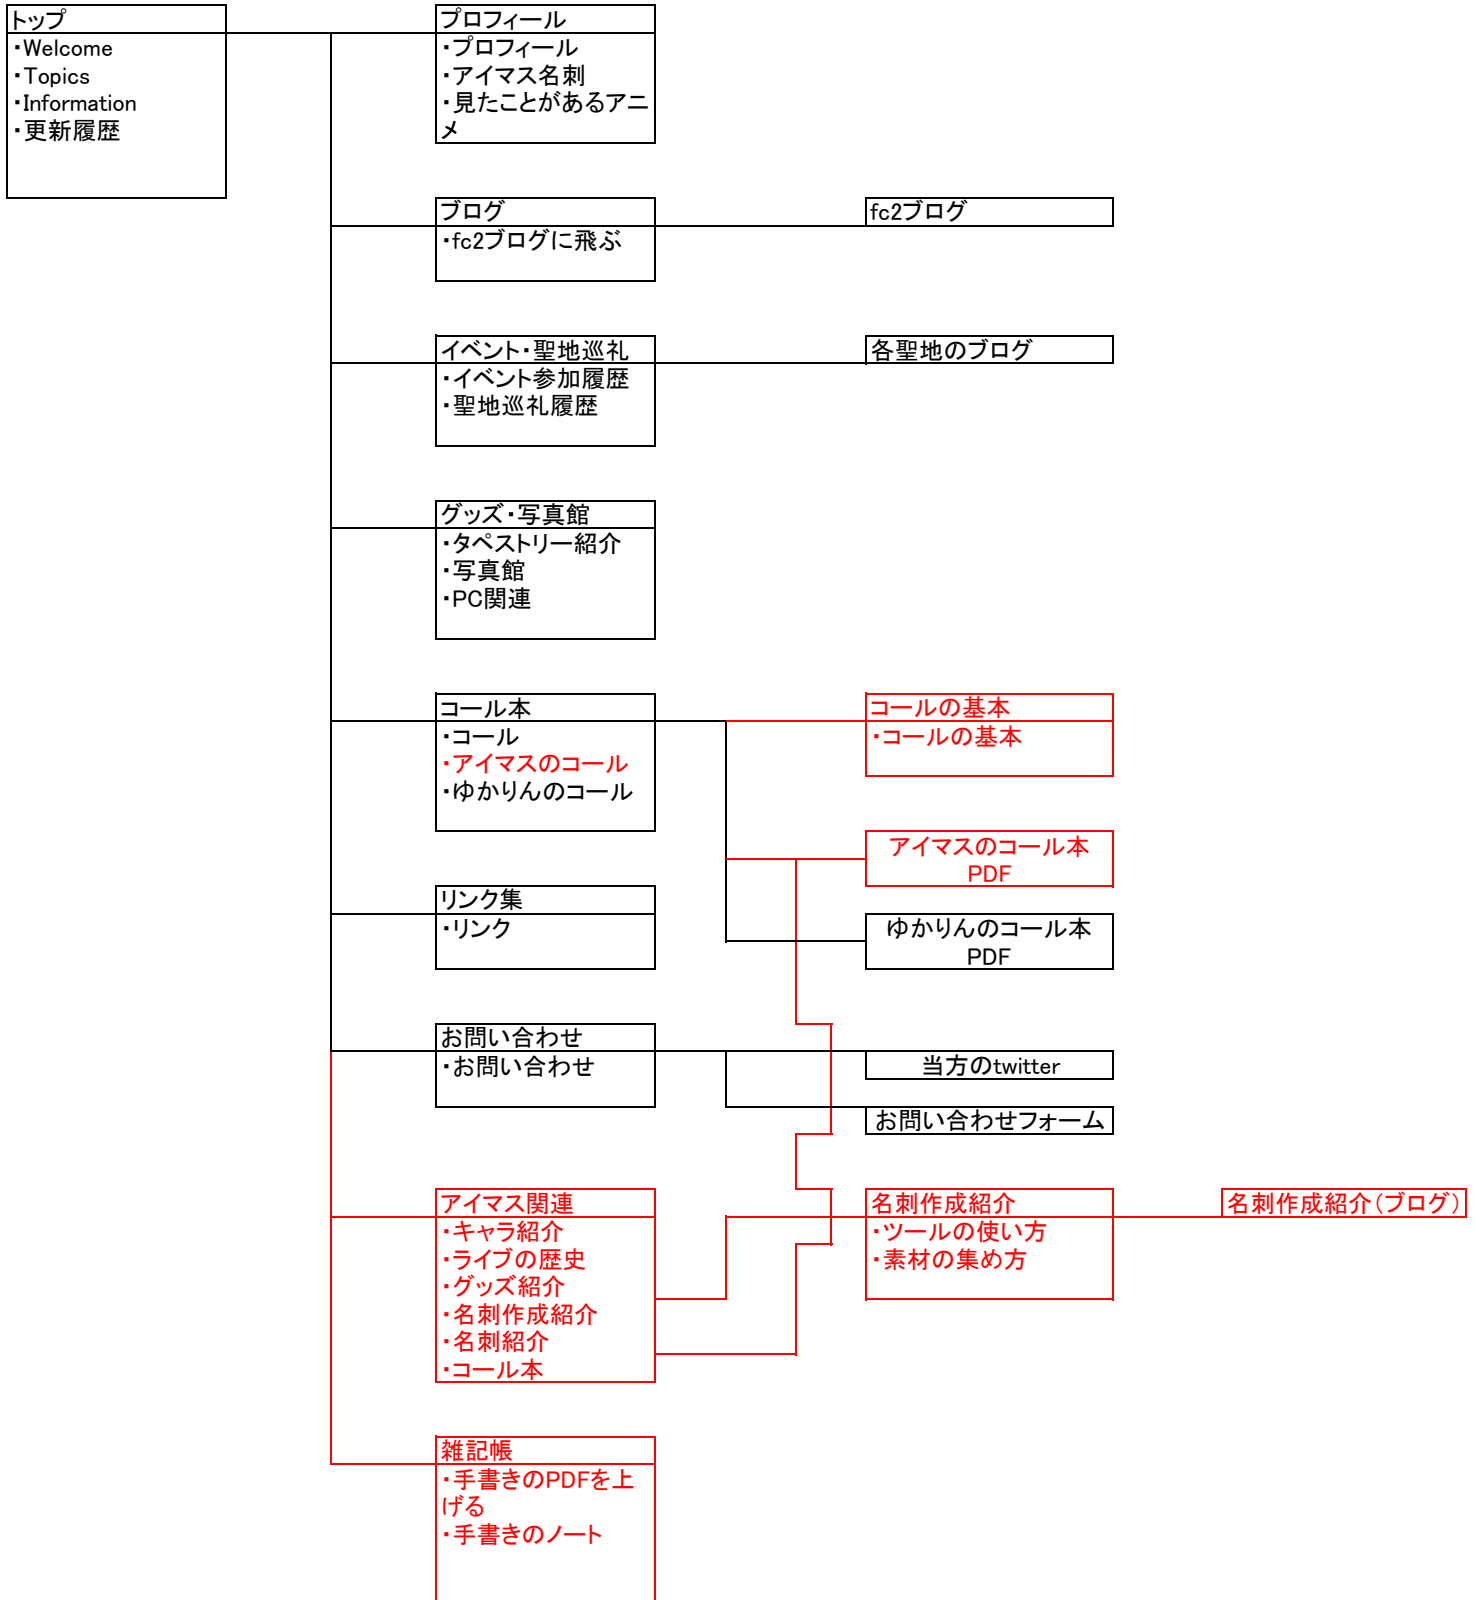 トップ
・Welcome
・Topics
・Information
・更新履歴
プロフィール
・プロフィール
・アイマス名刺
・見たことがあるアニ
メ
ブログ
・fc2ブログに飛ぶ
fc2ブログ
イベント・聖地巡礼
・イベント参加履歴
・聖地巡礼履歴
各聖地のブログ
グッズ・写真館
・タペストリー紹介
・写真館
・PC関連
コール本
・コール
・アイマスのコール
・ゆかりんのコール
コールの基本
・コールの基本
アイマスのコール本
PDF
ゆかりんのコール本
PDF
リンク集
・リンク
お問い合わせ
・お問い合わせ
当方のtwitter
お問い合わせフォーム
アイマス関連
・キャラ紹介
・ライブの歴史
・グッズ紹介
・名刺作成紹介
・名刺紹介
・コール本
名刺作成紹介
・ツールの使い方
・素材の集め方
名刺作成紹介(ブログ)
雑記帳
・手書きのPDFを上
げる
・手書きのノート